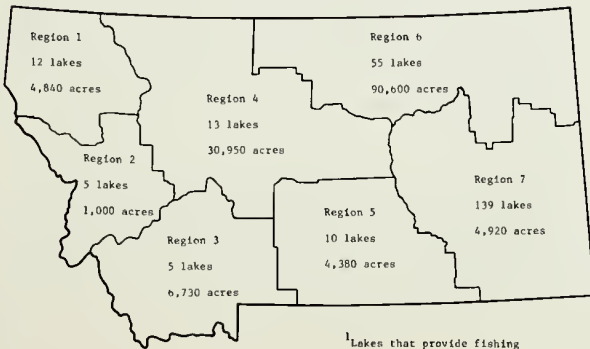 Region 1
12 lakes
4,840 acres
Region 6
55 lakes
90,600 acres
Region 4
13 lakes
30,950 acres
Region 2
5 lakes
1,000 acres
Region 7
139 lakes
4,920 acres
Region 5
10 lakes
4,380 acres
Region 3
5 lakes
6,730 acres
1Lakes that provide fishing